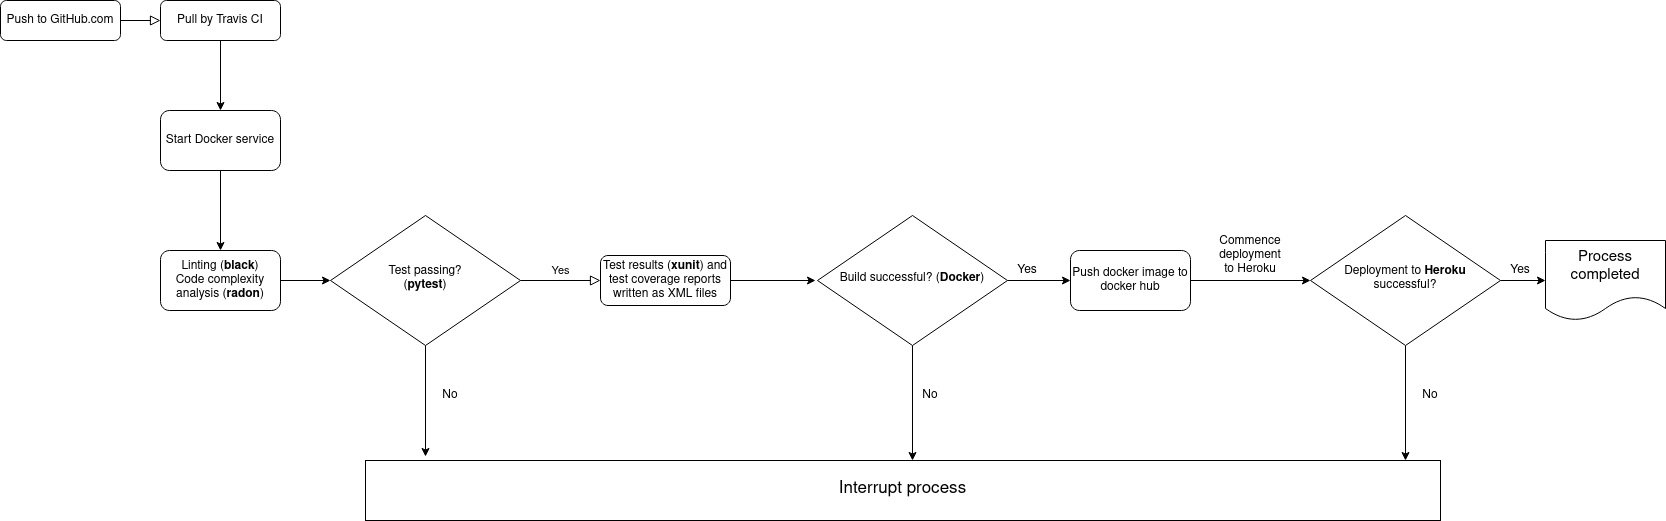 Push to GitHub.com
Pull by Travis CI
Start Docker service
Linting (black)
Code complexity
analysis (radon)
Test passing?
(pytest)
Yes
No
Test results (xunit) and
test coverage reports
written as XML files
Build successful? (Docker)
Yes
No
Push docker image to
docker hub
Commence
deployment
to Heroku
Deployment to Heroku
successful?
Yes
No
Process
completed
Interrupt process